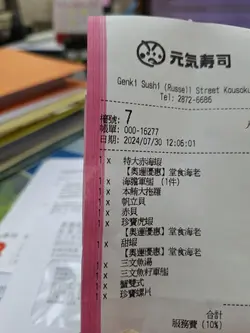 元気寿司
Genki Sushi (Russell Street Kousoku
Tel: 2872-6686
檯號: 7
帳單: 000-16277
日期: 2024/07/30 12:06:01
1 x 特大赤海蝦
【奧運優惠】堂食海老
1 x 海膽軍艦 (1件)
1 x 本鮪大拖羅
1 x 帆立貝
1 x 赤貝
1 x 珍寶虎蝦
【奧運優惠】堂食海老
1 x 甜蝦
【奧運優惠】堂食海老
1 x 三文魚湯
1 x 三文魚籽軍艦
1 x 蟹雙式
1 x 珍寶螺片
合計
服務費 (10%)